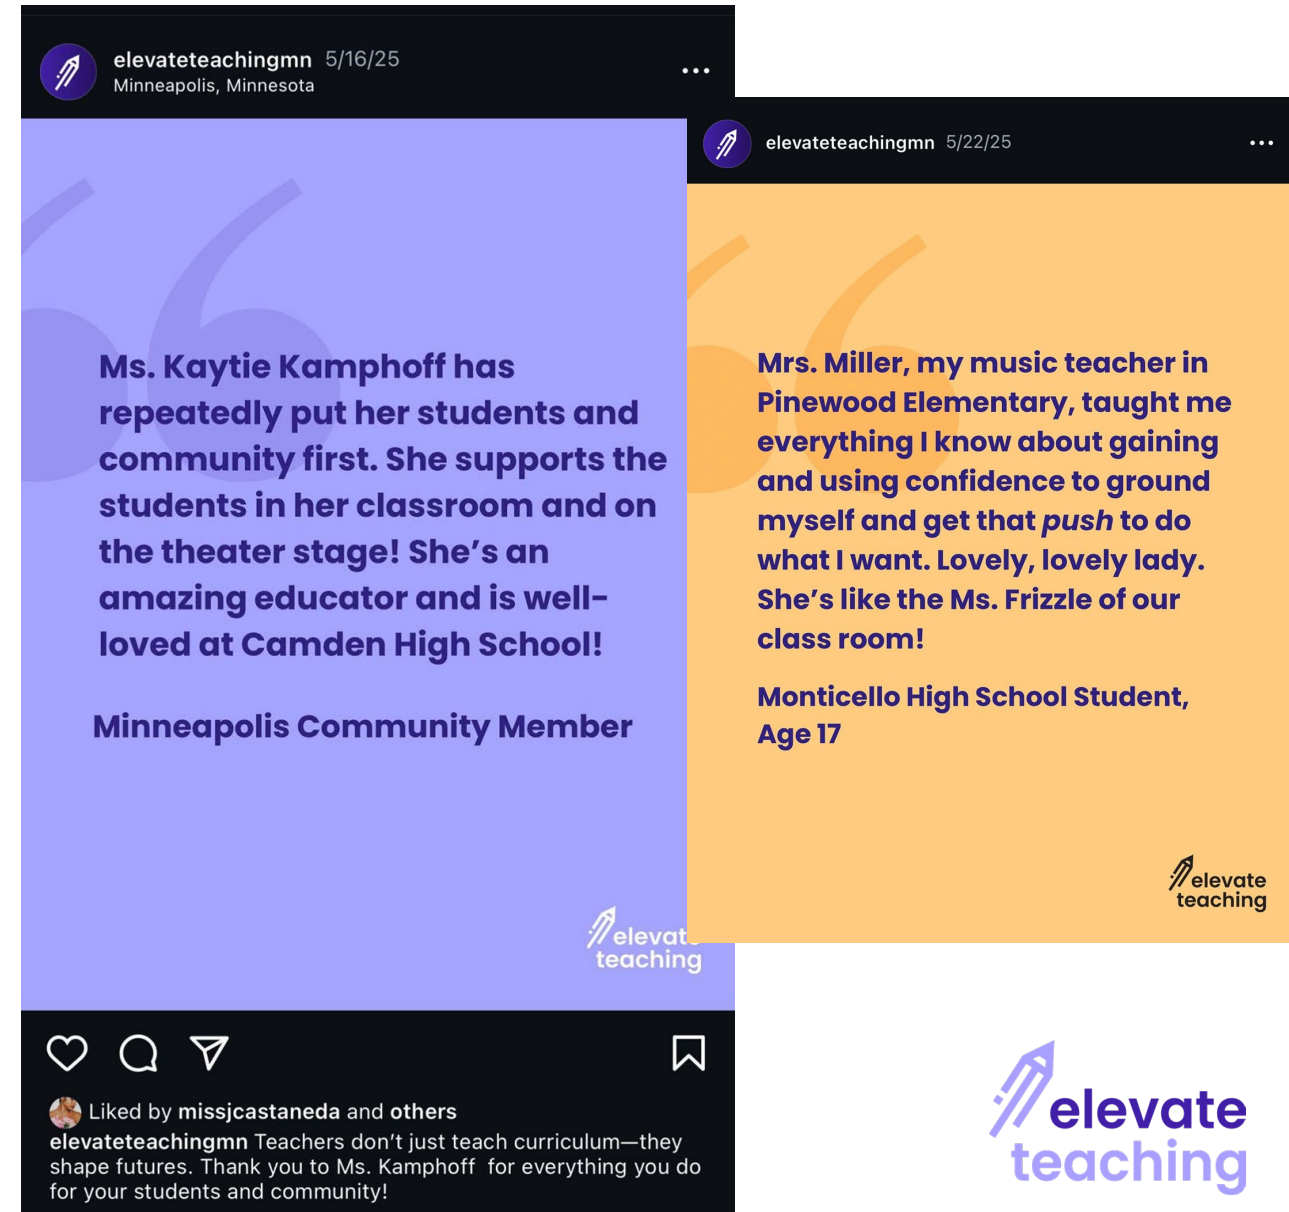 elevateteachingmn 5/16/25
Minneapolis, Minnesota
Ms. Kaytie Kamphoff has
repeatedly put her students and
community first. She supports the
students in her classroom and on
the theater stage! She's an
amazing educator and is well-
loved at Camden High School!
Minneapolis Community Member
elevate
teaching
Liked by missjcastaneda and others
elevateteachingmn Teachers don't just teach curriculum—they
shape futures. Thank you to Ms. Kamphoff for everything you do
for your students and community!
elevateteachingmn 5/22/25
Mrs. Miller, my music teacher in
Pinewood Elementary, taught me
everything I know about gaining
and using confidence to ground
myself and get that push to do
what I want. Lovely, lovely lady.
She's like the Ms. Frizzle of our
class room!
Monticello High School Student,
Age 17
elevate
teaching
elevate
teaching